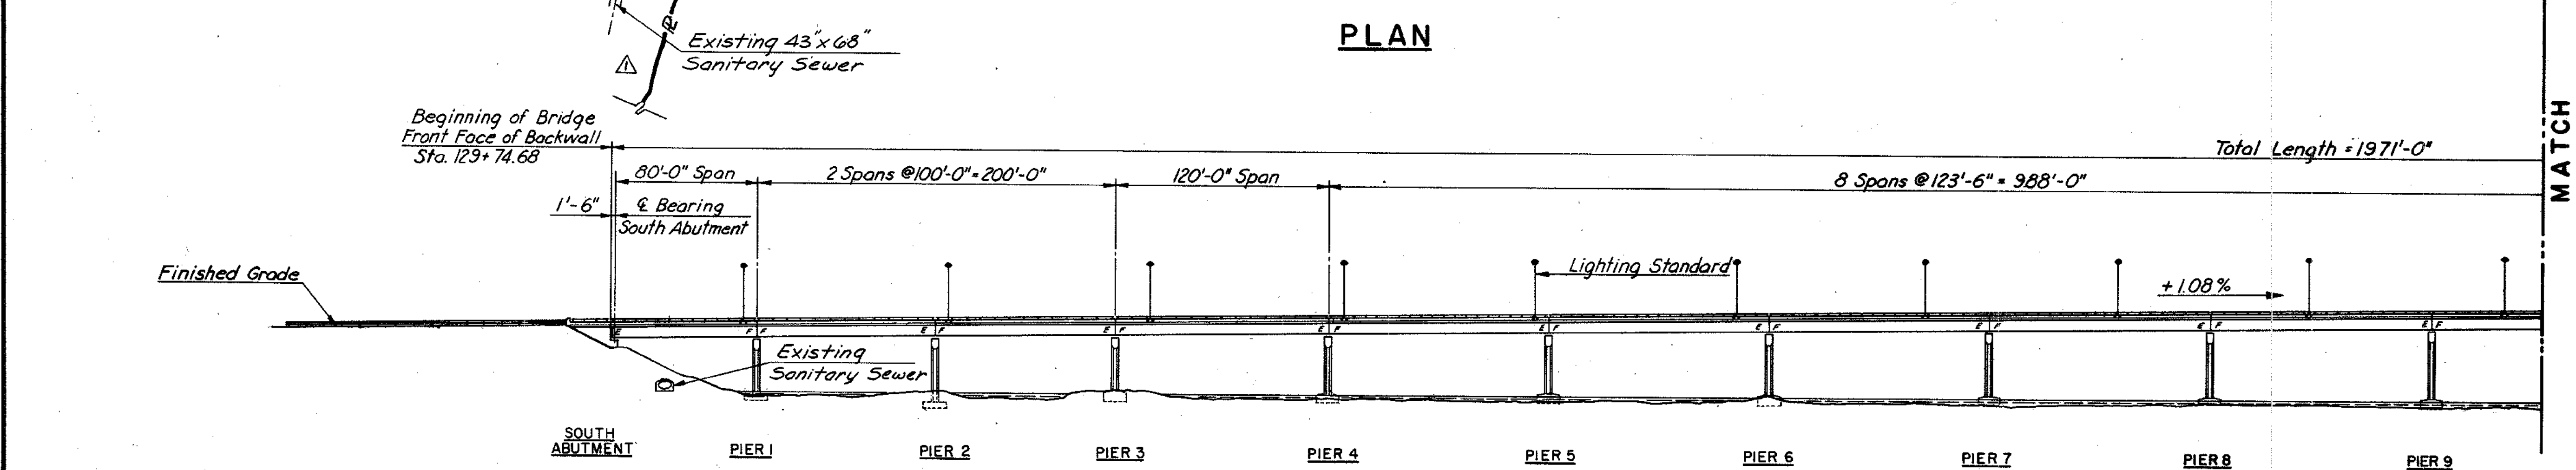 PLAN
Existing 43"x68"
Sanitary Sewer
1
Beginning of Bridge
Front Face of Backwall
Sta. 129+74.68
Total Length = 1971'-0"
MATCH
80'-0" Span
2 Spans @100'-0" = 200'-0"
120'-0" Span
8 Spans @ 123'-6" = 988'-0"
1'-6"
℄ Bearing
South Abutment
Finished Grade
Lighting Standard
+1.08%
E F F E F E F E F E F E F E F E F E F
Existing
Sanitary Sewer
SOUTH
ABUTMENT
PIER 1
PIER 2
PIER 3
PIER 4
PIER 5
PIER 6
PIER 7
PIER 8
PIER 9